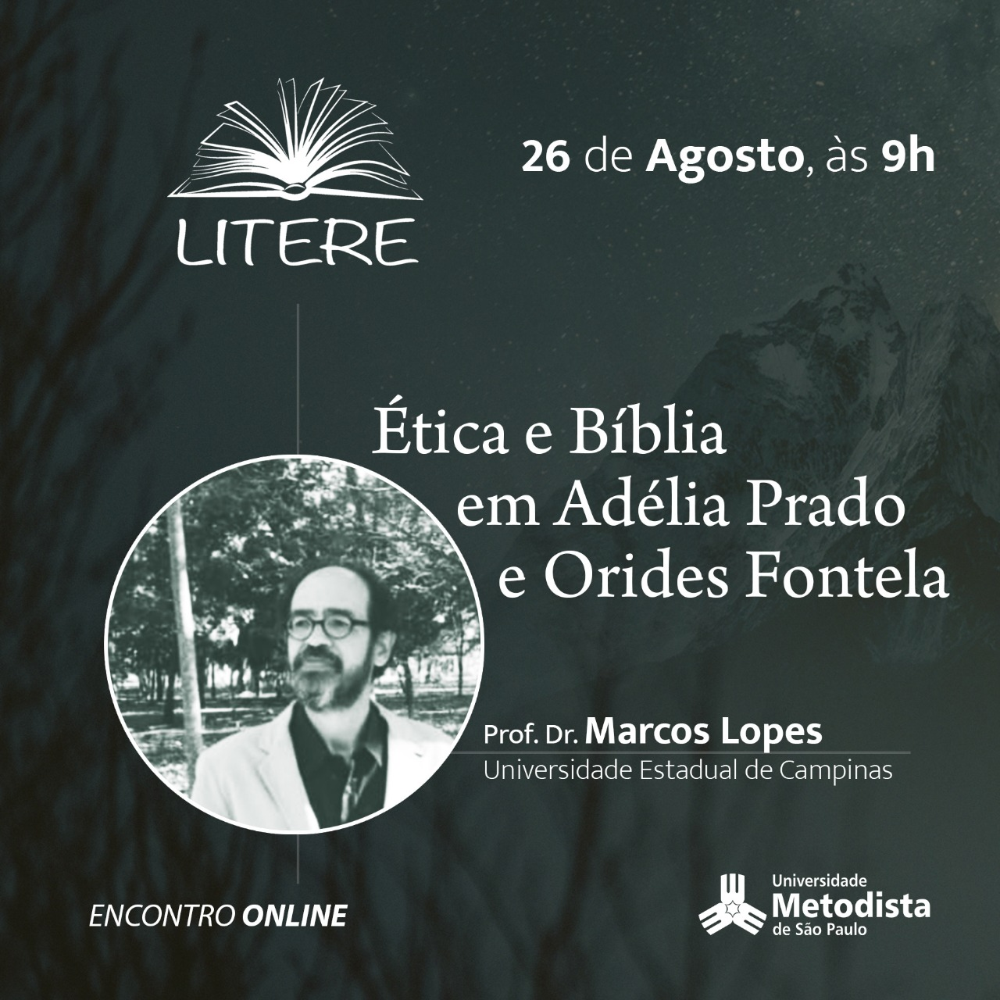 LITERE
26 de Agosto, às 9h
Ética e Bíblia
em Adélia Prado
e Orides Fontela
Prof. Dr. Marcos Lopes
Universidade Estadual de Campinas
ENCONTRO ONLINE
Universidade
Metodista
de São Paulo